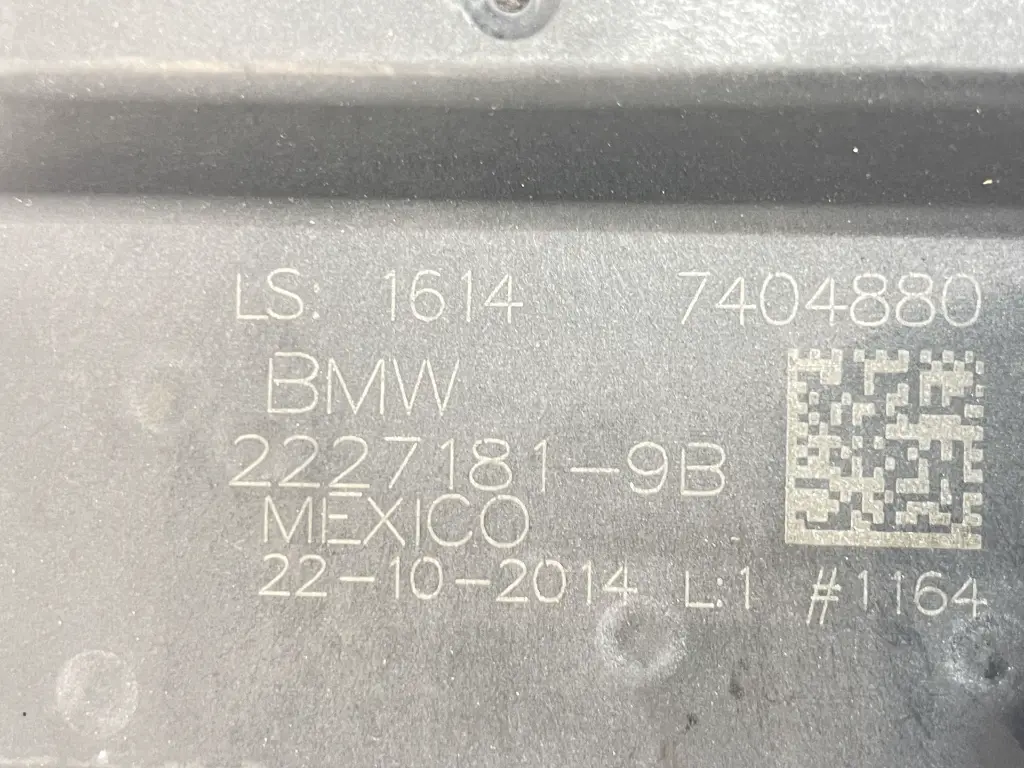 LS: 1614 7404880
BMW
2227181-9B
MEXICO
22-10-2014 L:1 #1164